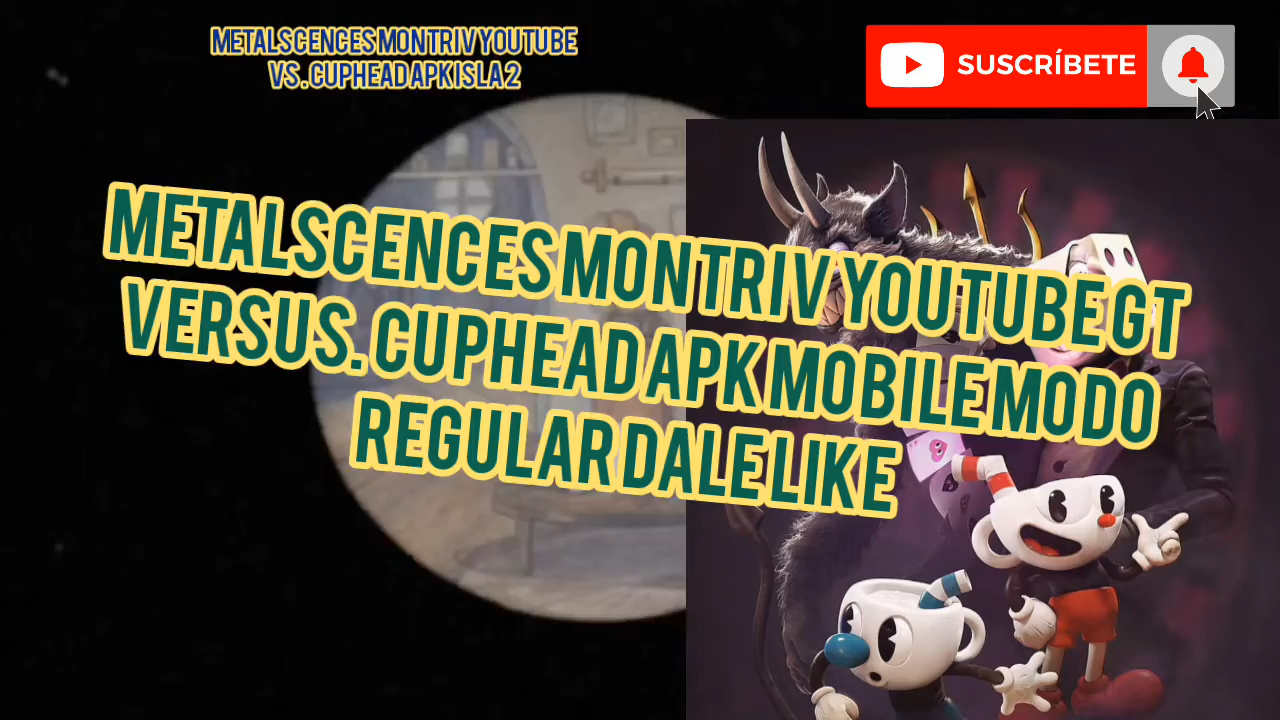 METALSCENCES MONTRIV YOUTUBE
VS. CUPHEAD APK ISLA 2
SUSCRÍBETE
METALSCENCES MONTRIV YOUTUBE GT
VERSUS. CUPHEAD APK MOBILE MODO
REGULAR DALE LIKE